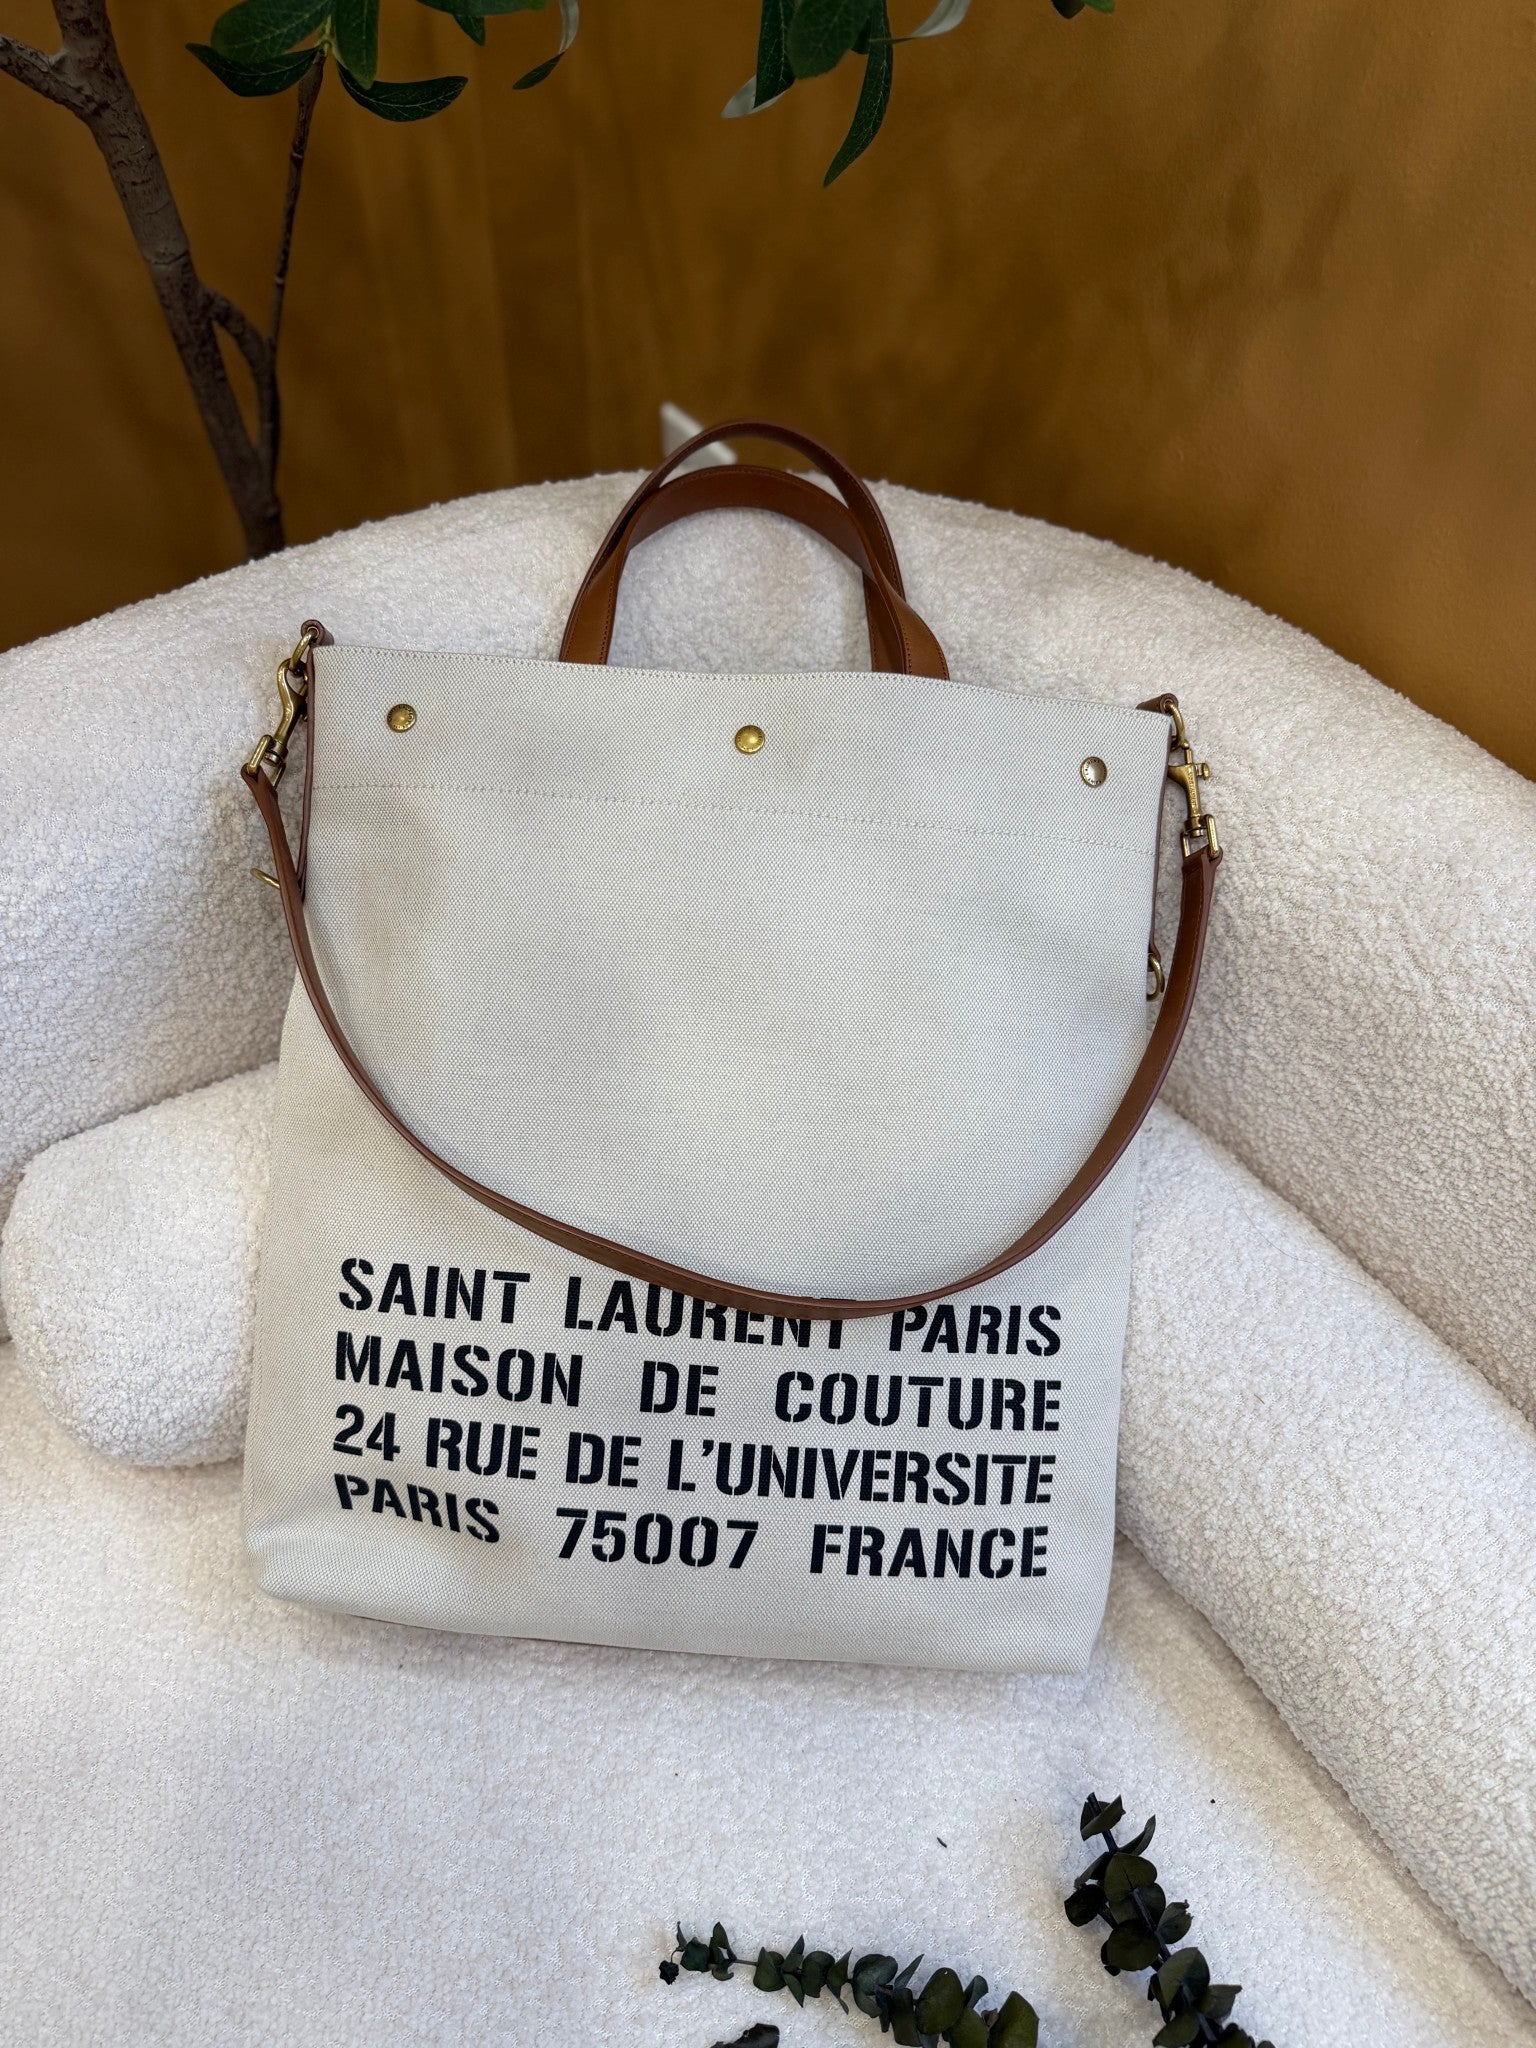 SAINT LAURENT PARIS
MAISON DE COUTURE
24 RUE DE L'UNIVERSITE
PARIS 75007 FRANCE